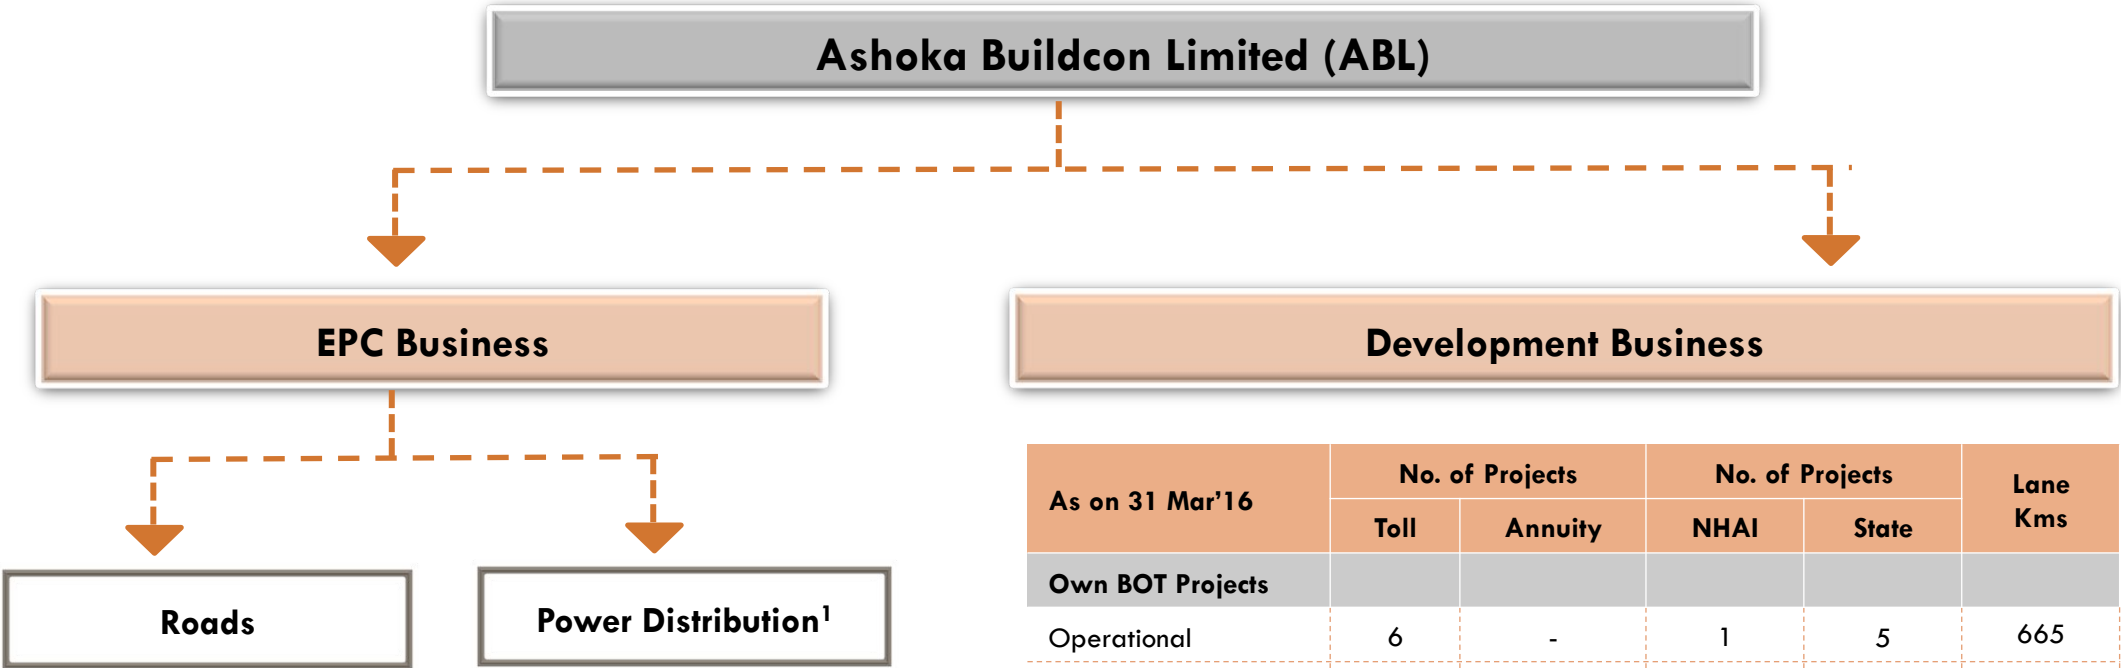 Ashoka Buildcon Limited (ABL)
EPC Business
Development Business
Roads
Power Distribution¹
As on 31 Mar’16
No. of Projects
No. of Projects
Lane
Kms
Toll
Annuity
NHAI
State
Own BOT Projects
Operational 6 - 1 5 665